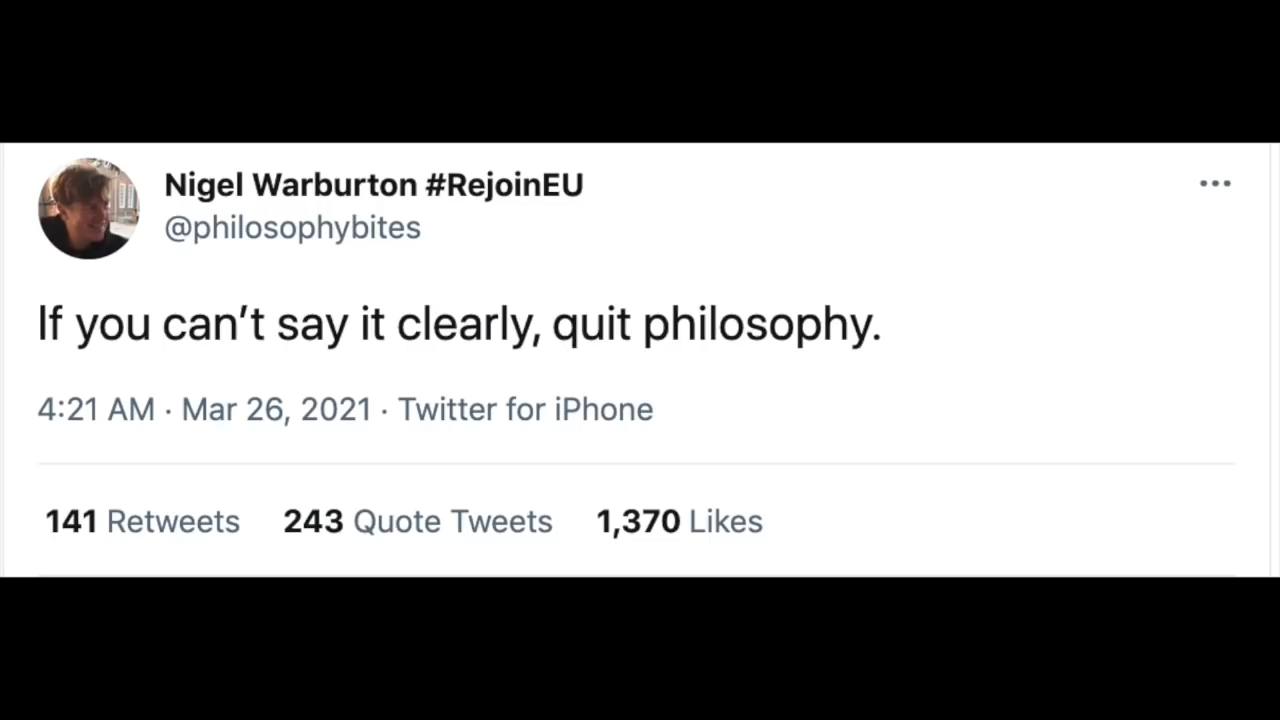 Nigel Warburton #RejoinEU
@philosophybites
If you can’t say it clearly, quit philosophy.
4:21 AM · Mar 26, 2021 · Twitter for iPhone
141 Retweets 243 Quote Tweets 1,370 Likes